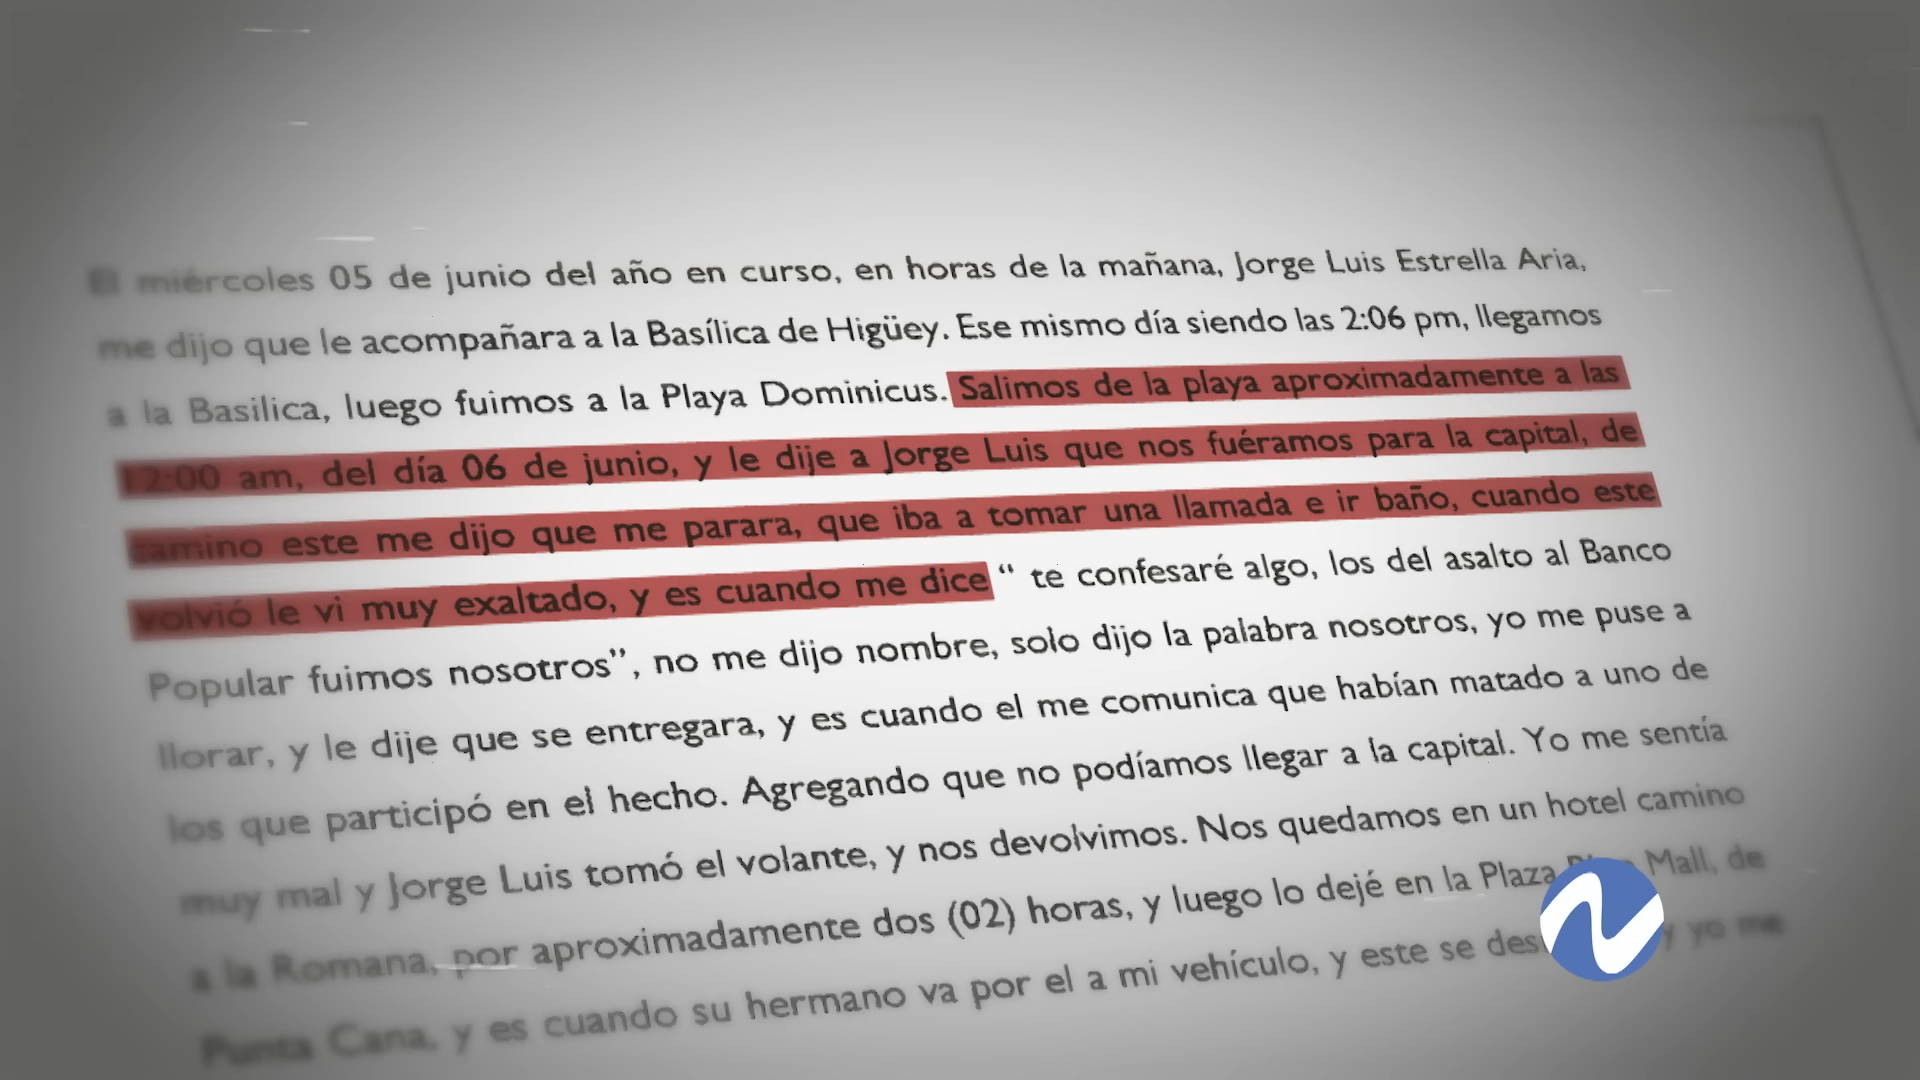 El miércoles 05 de junio del año en curso, en horas de la mañana, Jorge Luis Estrella Aria,
me dijo que le acompañara a la Basílica de Higüey. Ese mismo día siendo las 2:06 pm, llegamos
a la Basilica, luego fuimos a la Playa Dominicus. Salimos de la playa aproximadamente a las
12:00 am, del día 06 de junio, y le dije a Jorge Luis que nos fuéramos para la capital, de
camino este me dijo que me parara, que iba a tomar una llamada e ir baño, cuando este
volvió le vi muy exaltado, y es cuando me dice “ te confesaré algo, los del asalto al Banco
Popular fuimos nosotros”, no me dijo nombre, solo dijo la palabra nosotros, yo me puse a
llorar, y le dije que se entregara, y es cuando el me comunica que habían matado a uno de
los que participó en el hecho. Agregando que no podíamos llegar a la capital. Yo me sentía
muy mal y Jorge Luis tomó el volante, y nos devolvimos. Nos quedamos en un hotel camino
a la Romana, por aproximadamente dos (02) horas, y luego lo dejé en la Plaza Mall, de
Punta Cana, y es cuando su hermano va por el a mi vehículo, y este se y yo me